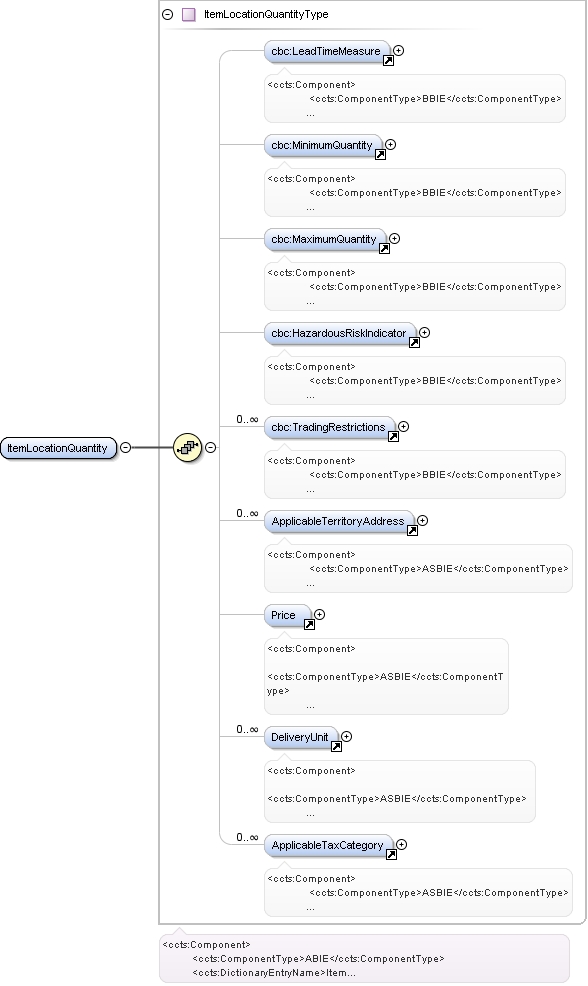 ItemLocationQuantityType
cbc:LeadTimeMeasure
<ccts:Component>
<ccts:ComponentType>BBIE</ccts:ComponentType>
...
cbc:MinimumQuantity
<ccts:Component>
<ccts:ComponentType>BBIE</ccts:ComponentType>
...
cbc:MaximumQuantity
<ccts:Component>
<ccts:ComponentType>BBIE</ccts:ComponentType>
...
cbc:HazardousRiskIndicator
<ccts:Component>
<ccts:ComponentType>BBIE</ccts:ComponentType>
...
0..∞
cbc:TradingRestrictions
ItemLocationQuantity
<ccts:Component>
<ccts:ComponentType>BBIE</ccts:ComponentType>
...
0..∞
ApplicableTerritoryAddress
<ccts:Component>
<ccts:ComponentType>ASBIE</ccts:ComponentType>
...
Price
<ccts:Component>
<ccts:ComponentType>ASBIE</ccts:ComponentT
ype>
...
0..∞
DeliveryUnit
<ccts:Component>
<ccts:ComponentType>ASBIE</ccts:ComponentType>
...
0..∞
ApplicableTaxCategory
<ccts:Component>
<ccts:ComponentType>ASBIE</ccts:ComponentType>
...
<ccts:Component>
<ccts:ComponentType>ABIE</ccts:ComponentType>
<ccts:DictionaryEntryName>Item...